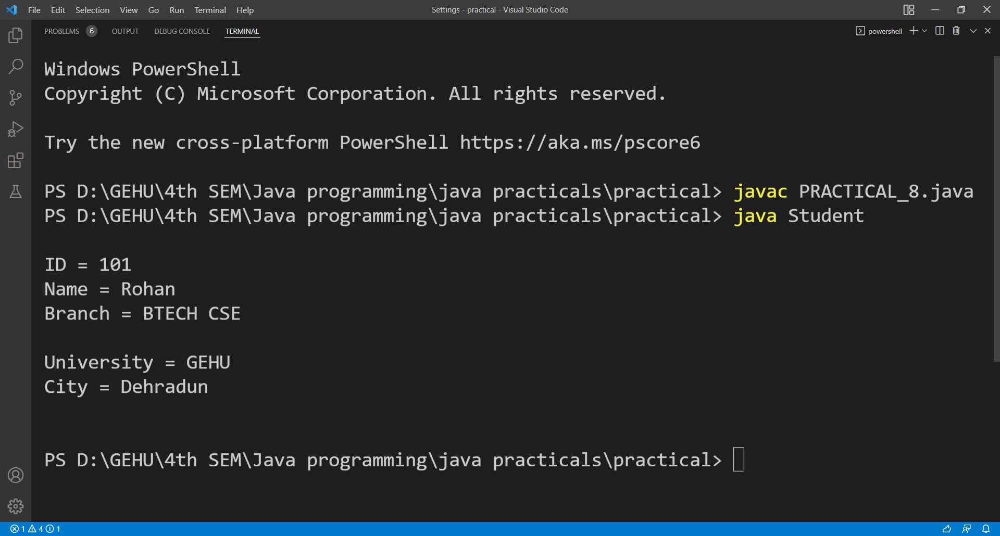 File Edit Selection View Go Run Terminal Help Settings - practical - Visual Studio Code
PROBLEMS 6 OUTPUT DEBUG CONSOLE TERMINAL powershell
Windows PowerShell
Copyright (C) Microsoft Corporation. All rights reserved.
Try the new cross-platform PowerShell https://aka.ms/pscore6
PS D:\GEHU\4th SEM\Java programming\java practicals\practical> javac PRACTICAL_8.java
PS D:\GEHU\4th SEM\Java programming\java practicals\practical> java Student
ID = 101
Name = Rohan
Branch = BTECH CSE
University = GEHU
City = Dehradun
PS D:\GEHU\4th SEM\Java programming\java practicals\practical>
1 4 1